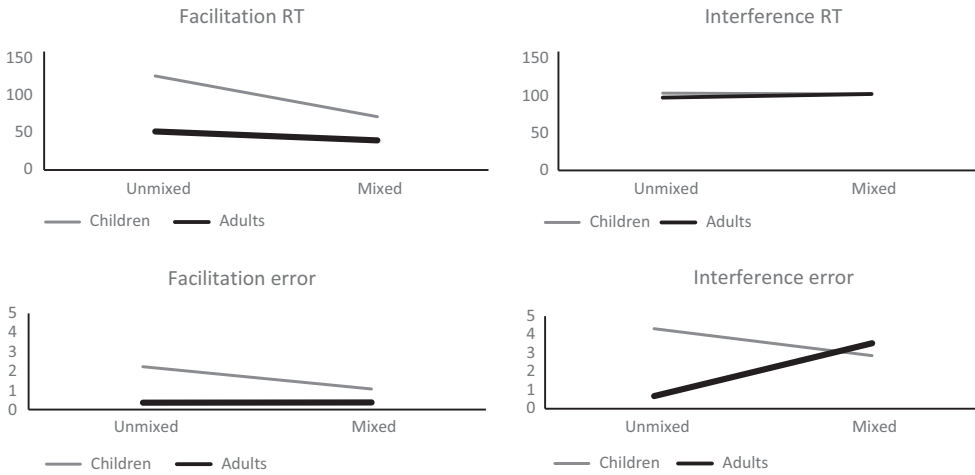 Facilitation RT
150
100
50
0
Unmixed Mixed
Children Adults
Interference RT
150
100
50
0
Unmixed Mixed
Children Adults
Facilitation error
5
4
3
2
1
0
Unmixed Mixed
Children Adults
Interference error
5
4
3
2
1
0
Unmixed Mixed
Children Adults